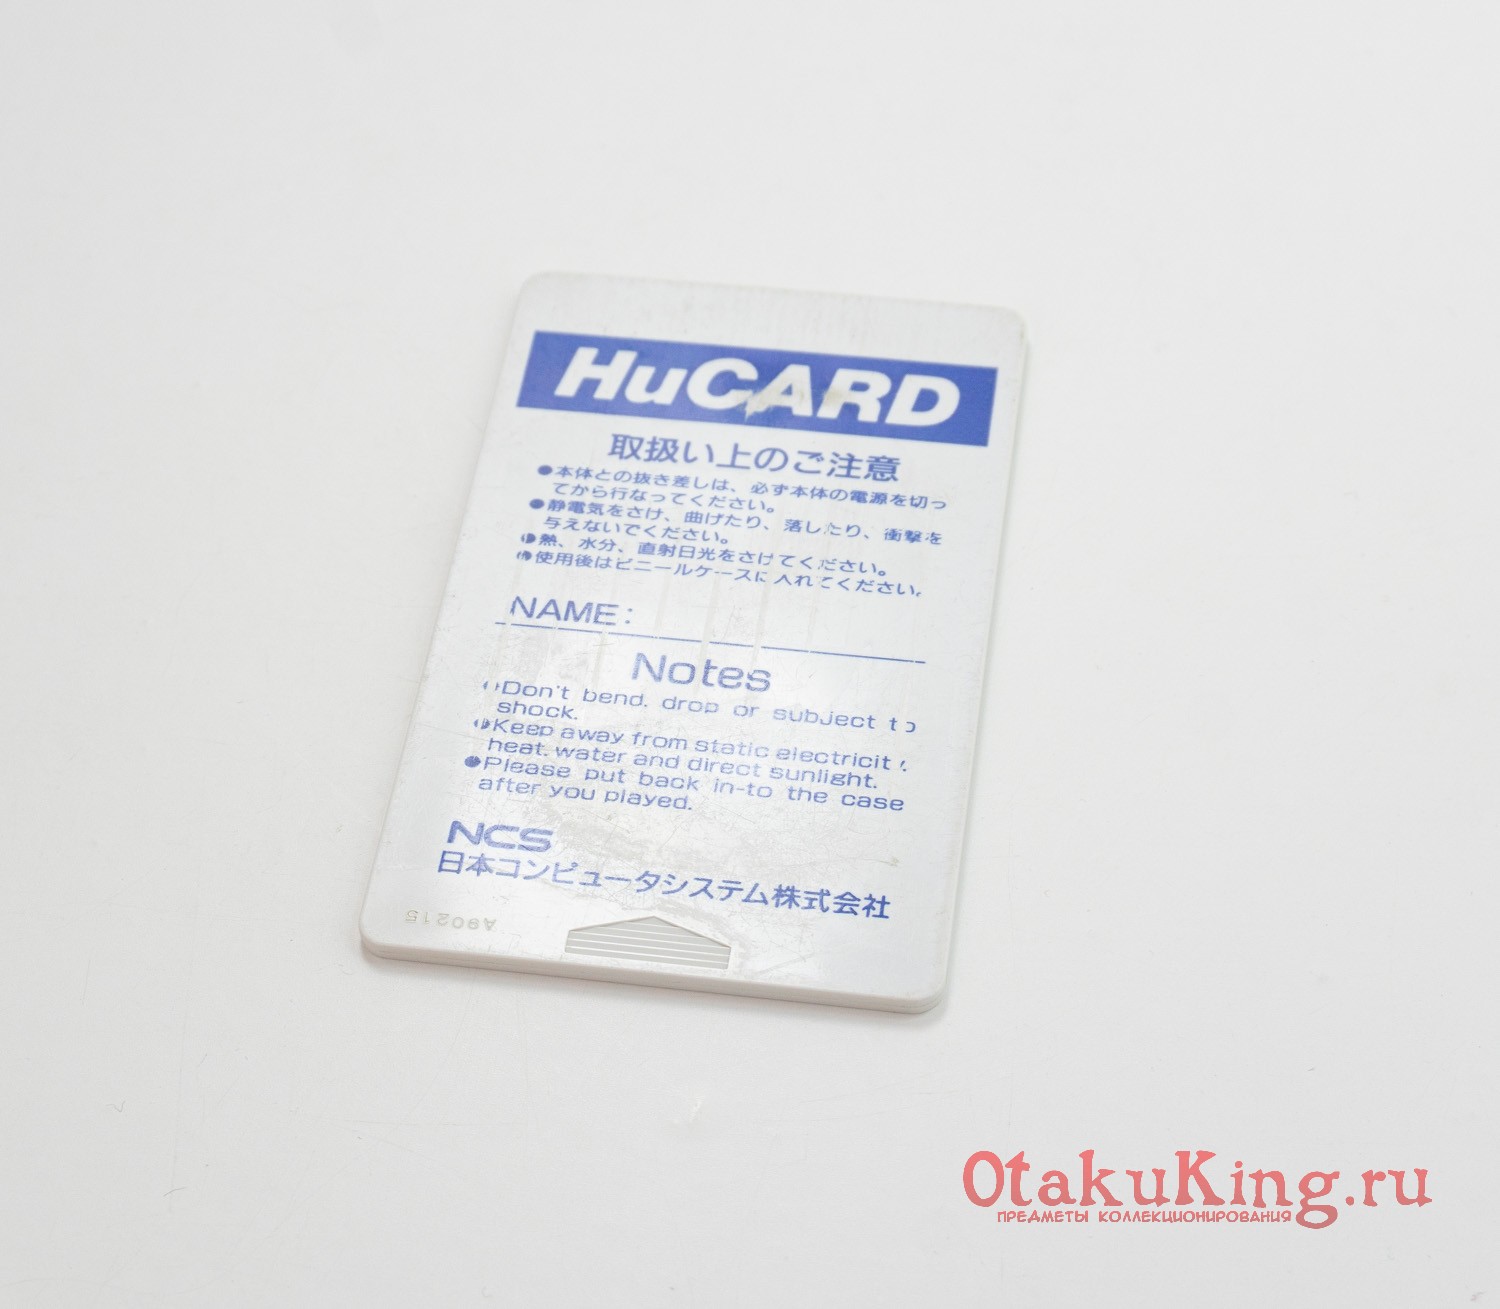 HuCARD
取扱い上のご注意
●本体との抜き差しは、必ず本体の電源を切っ
てから行なってください。
●静電気をさけ、曲げたり、落したり、衝撃を
与えないでください。
●熱、水分、直射日光をさけてください。
●使用後はビニールケースに入れてください。
NAME:
Notes
●Don't bend, drop or subject to
shock.
●Keep away from static electricity,
heat, water and direct sunlight.
●Please put back in-to the case
after you played.
NCS
日本コンピュータシステム株式会社
A90215
OtakuKing.ru
ПРЕДМЕТЫ КОЛЛЕКЦИОНИРОВАНИЯ